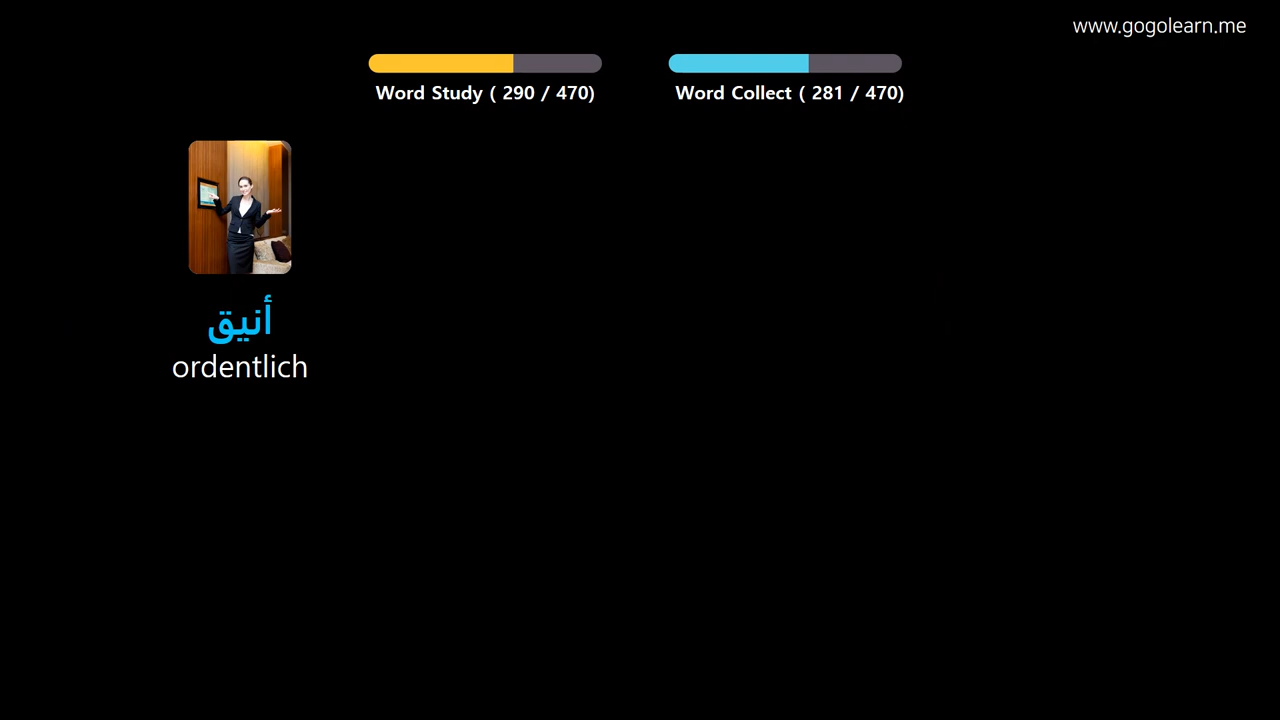 www.gogolearn.me
Word Study ( 290 / 470)
Word Collect ( 281 / 470)
أنيق
ordentlich